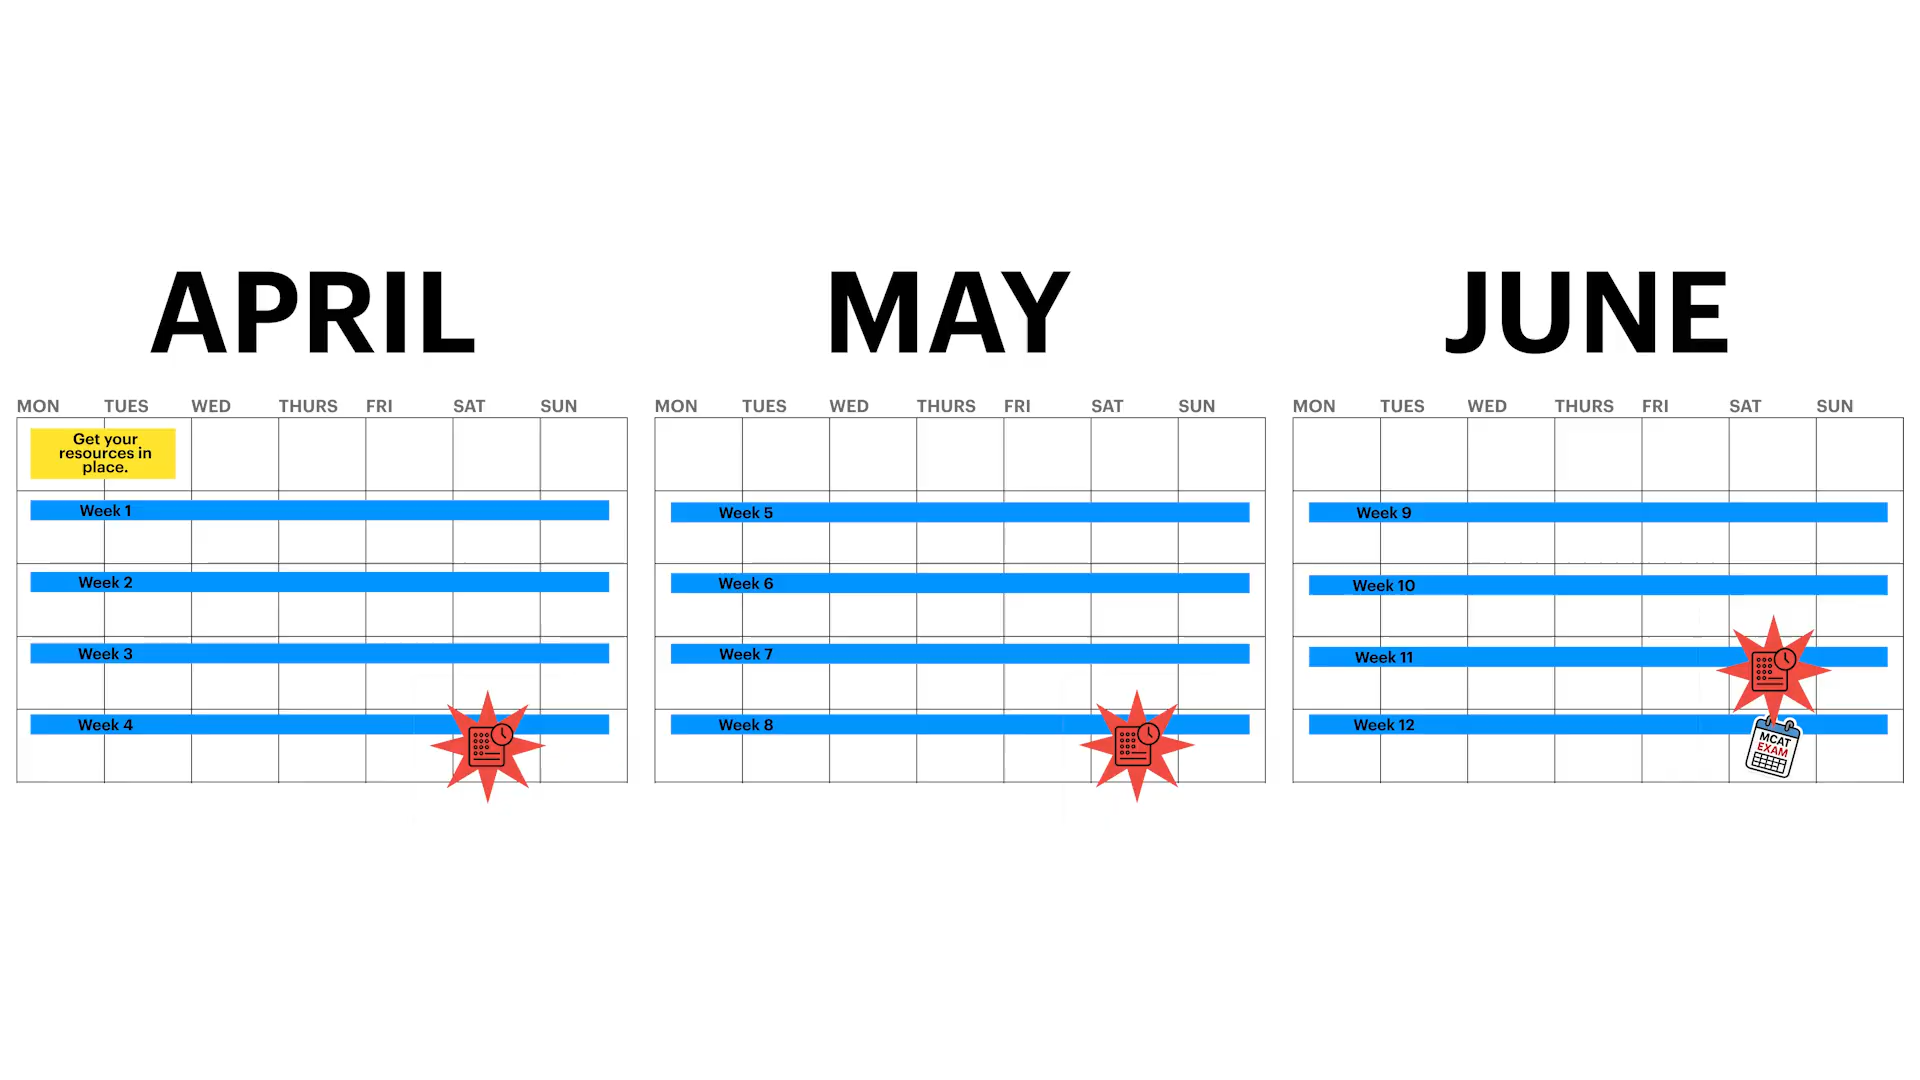 APRIL
MAY
JUNE
MON TUES WED THURS FRI SAT SUN
MON TUES WED THURS FRI SAT SUN
MON TUES WED THURS FRI SAT SUN
Get your
resources in
place.
Week 1
Week 2
Week 3
Week 4
Week 5
Week 6
Week 7
Week 8
Week 9
Week 10
Week 11
Week 12
MCAT
EXAM